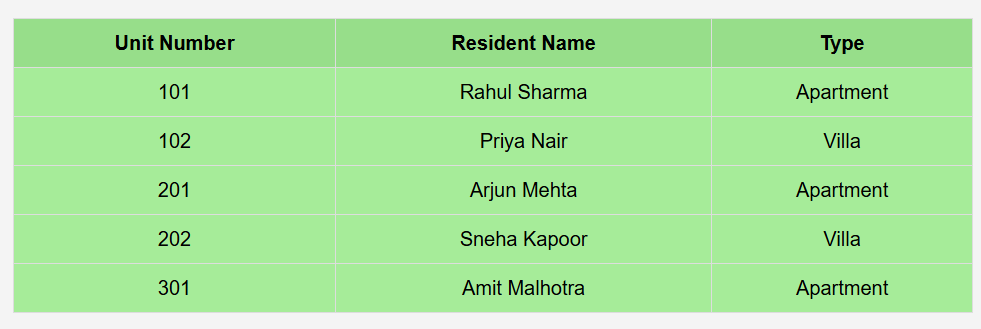 Unit Number Resident Name Type
101 Rahul Sharma Apartment
102 Priya Nair Villa
201 Arjun Mehta Apartment
202 Sneha Kapoor Villa
301 Amit Malhotra Apartment